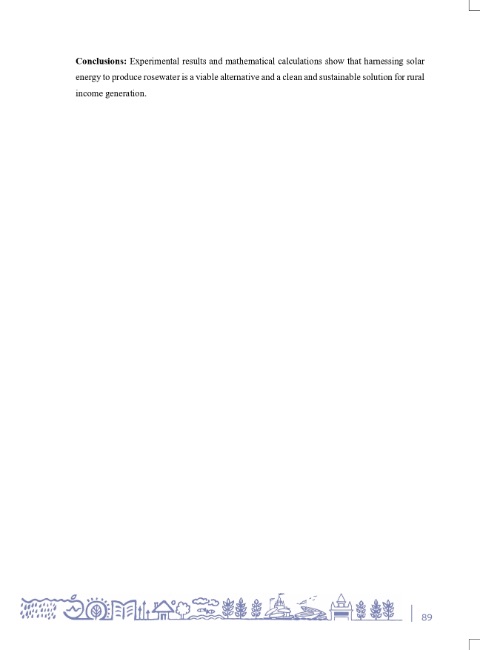 Conclusions: Experimental results and mathematical calculations show that harnessing solar
energy to produce rosewater is a viable alternative and a clean and sustainable solution for rural
income generation.
89